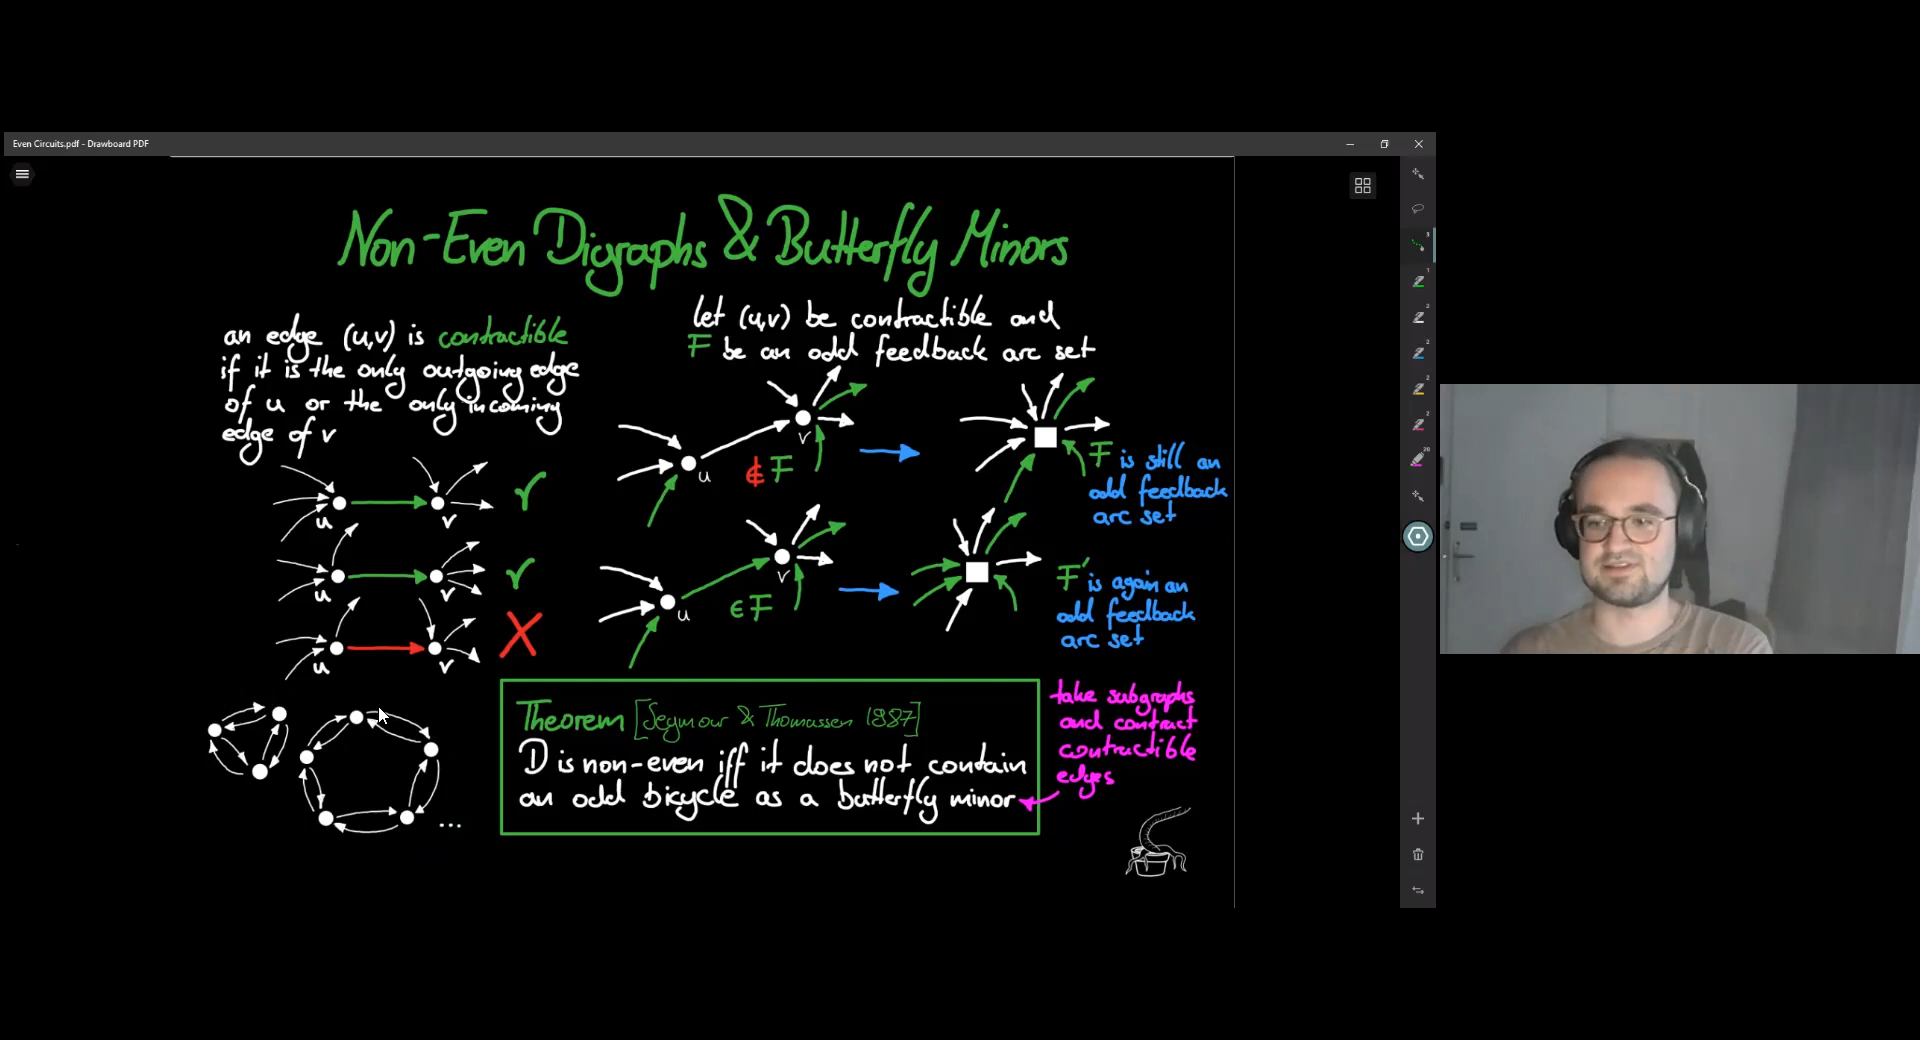 Even Circuits.pdf - Drawboard PDF
Non-Even Digraphs & Butterfly Minors
an edge (u,v) is contractible
if it is the only outgoing edge
of u or the only incoming
edge of v
u v
u v
u v
let (u,v) be contractible and
F be an odd feedback arc set
u ∉ F v
F is still an
odd feedback
arc set
u ∈ F v
F' is again an
odd feedback
arc set
...
Theorem [Seymour & Thomassen 1987]
D is non-even iff it does not contain
an odd bicycle as a butterfly minor
take subgraphs
and contract
contractible
edges